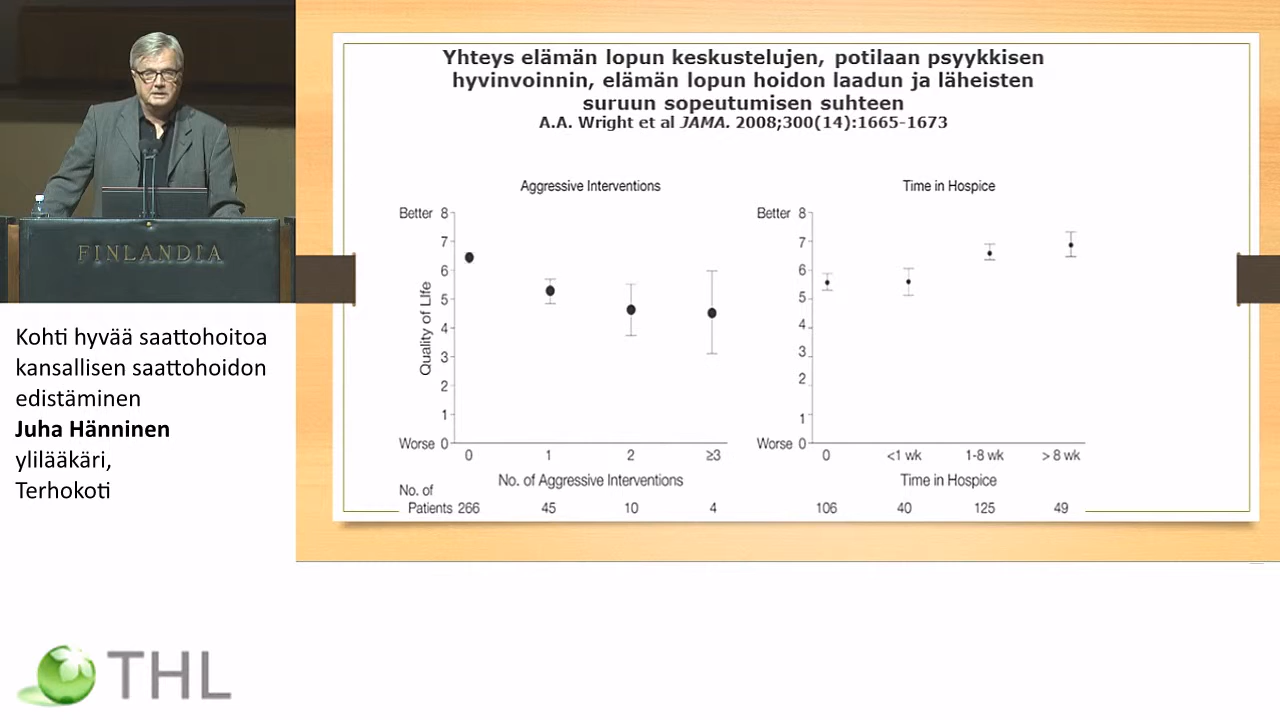 FINLANDIA
Kohti hyvää saattohoitoa
kansallisen saattohoidon
edistäminen
Juha Hänninen
ylilääkäri,
Terhokoti
THL
Yhteys elämän lopun keskustelujen, potilaan psyykkisen
hyvinvoinnin, elämän lopun hoidon laadun ja läheisten
suruun sopeutumisen suhteen
A.A. Wright et al JAMA. 2008;300(14):1665-1673
Aggressive Interventions
Better 8
7
6
5
4
3
2
1
Worse 0
Quality of Life
0 1 2 ≥3
No. of Aggressive Interventions
No. of
Patients 266 45 10 4
Time in Hospice
Better 8
7
6
5
4
3
2
1
Worse 0
0 <1 wk 1-8 wk > 8 wk
Time in Hospice
106 40 125 49